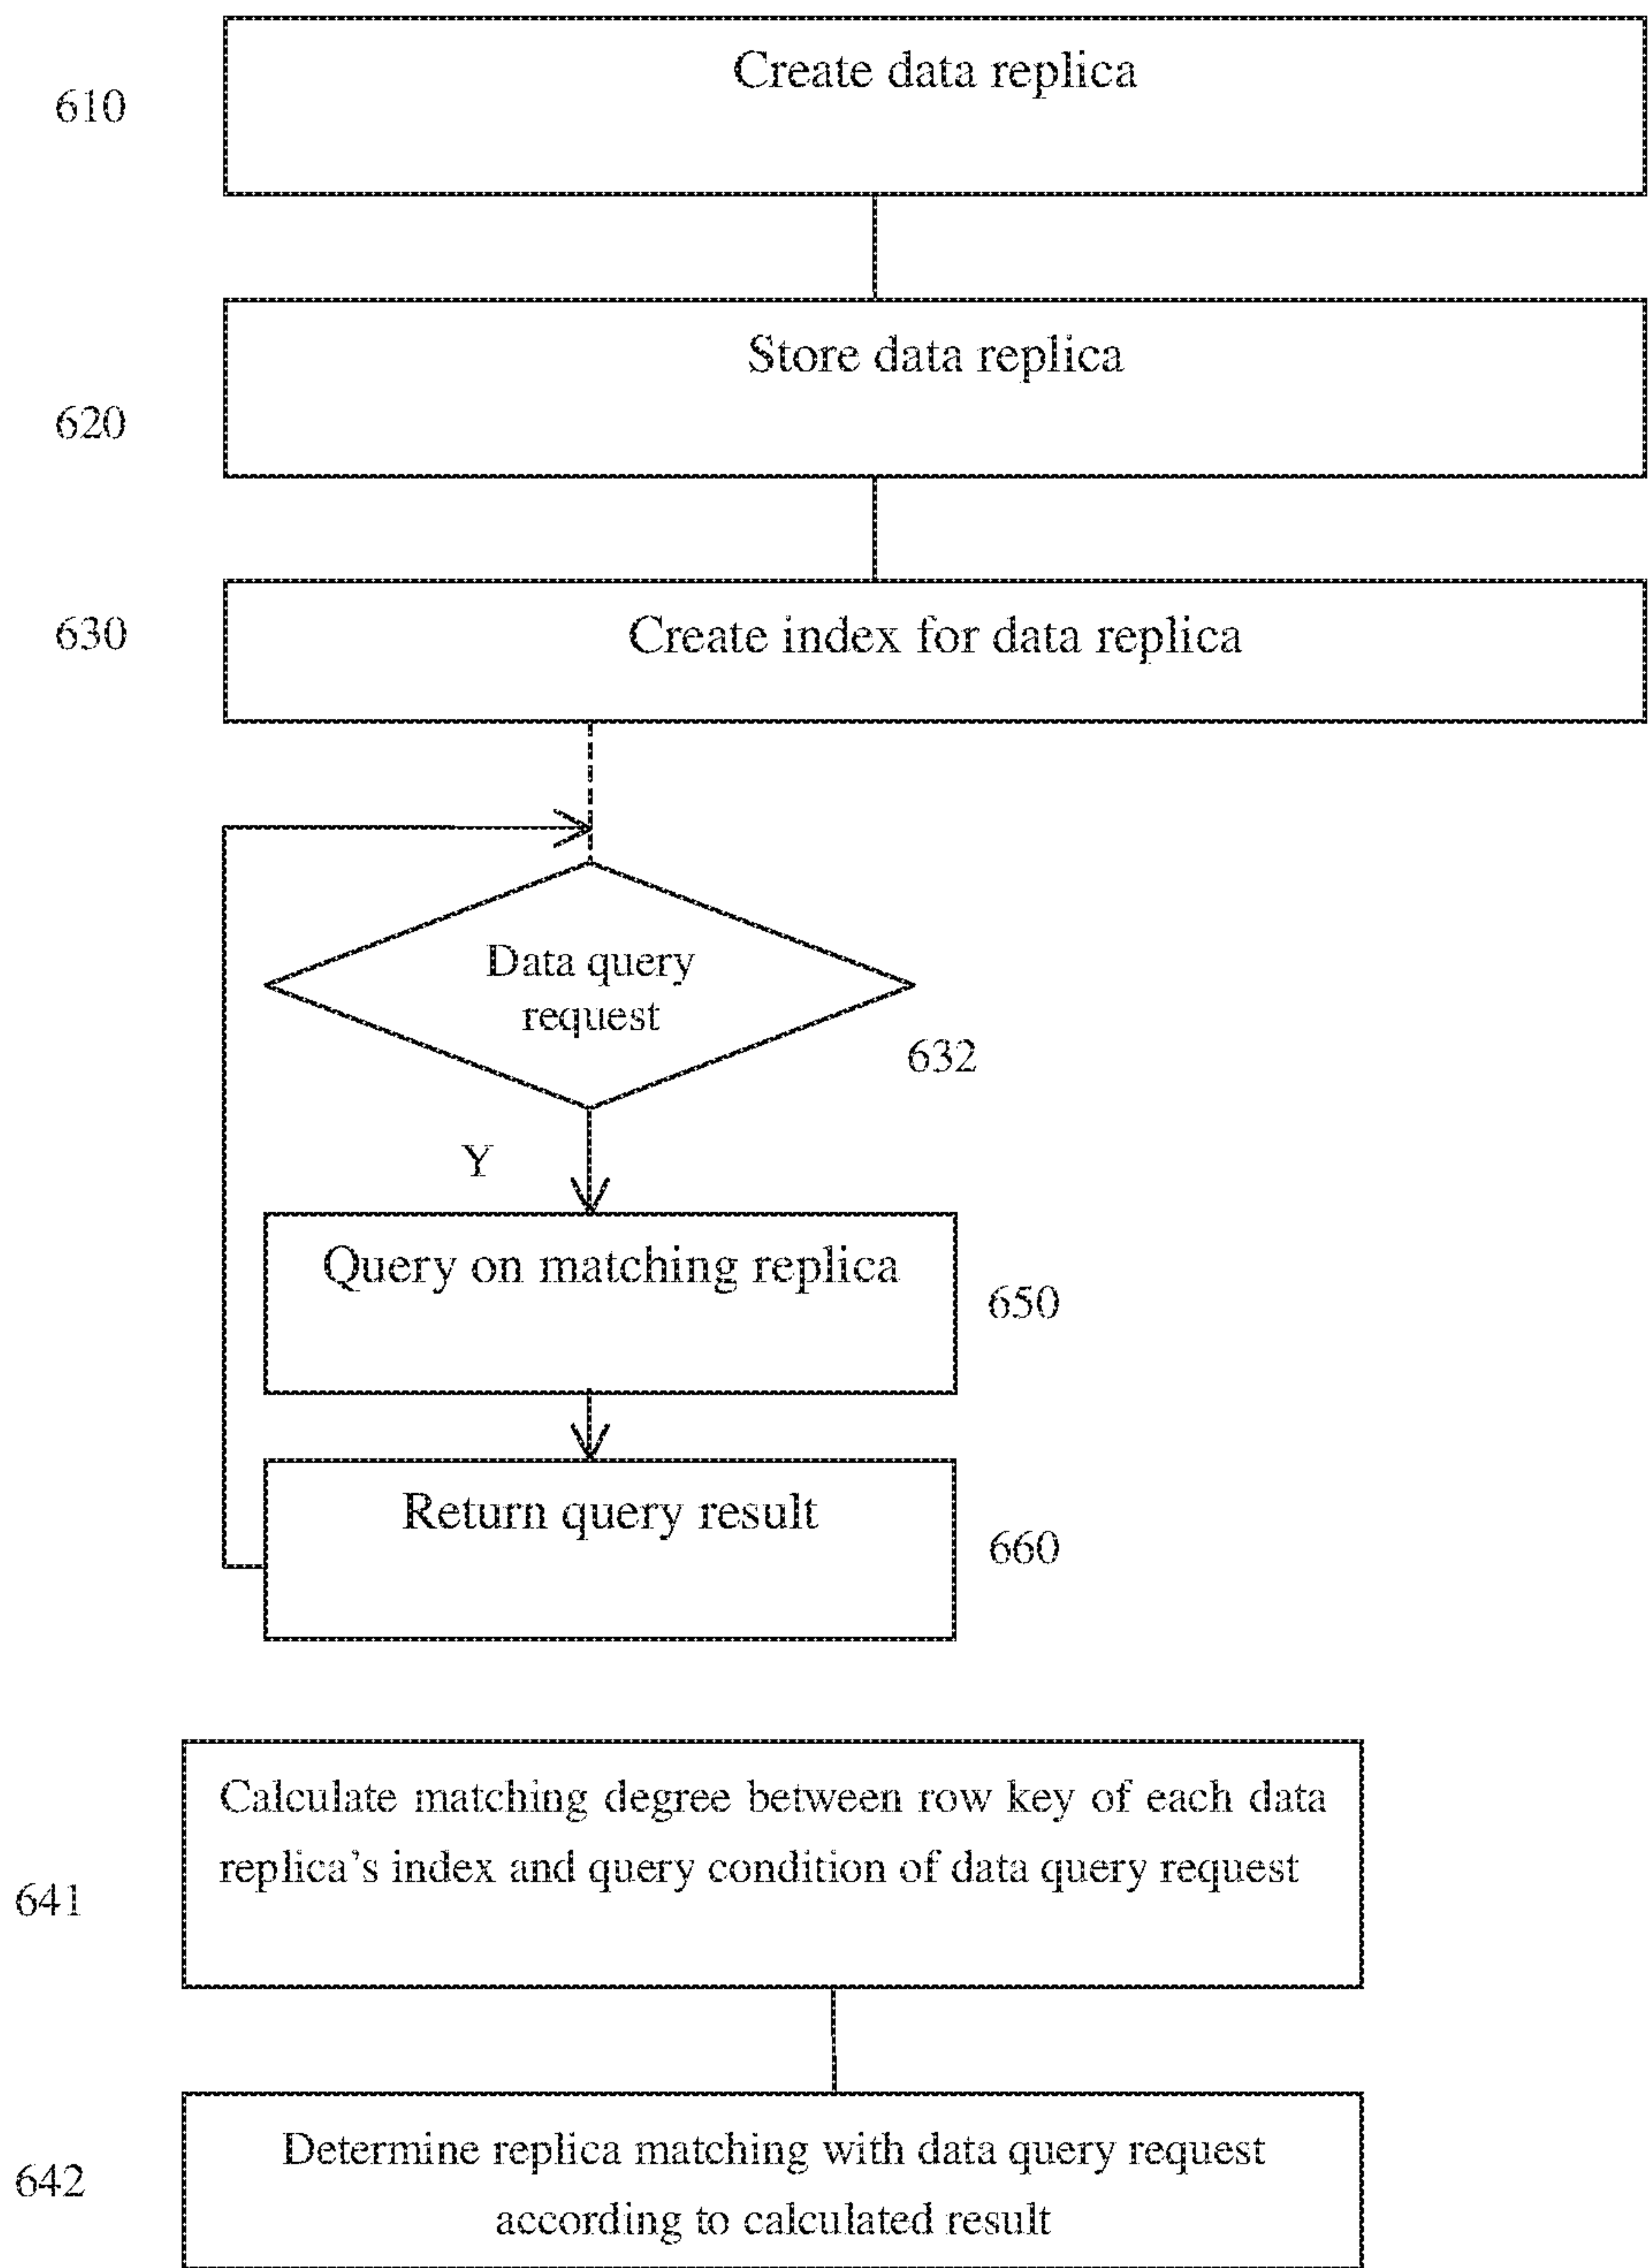 Create data replica
610
Store data replica
620
Create index for data replica
630
Data query
request
632
Y
Query on matching replica
650
Return query result
660
Calculate matching degree between row key of each data
replica's index and query condition of data query request
641
Determine replica matching with data query request
642
according to calculated result